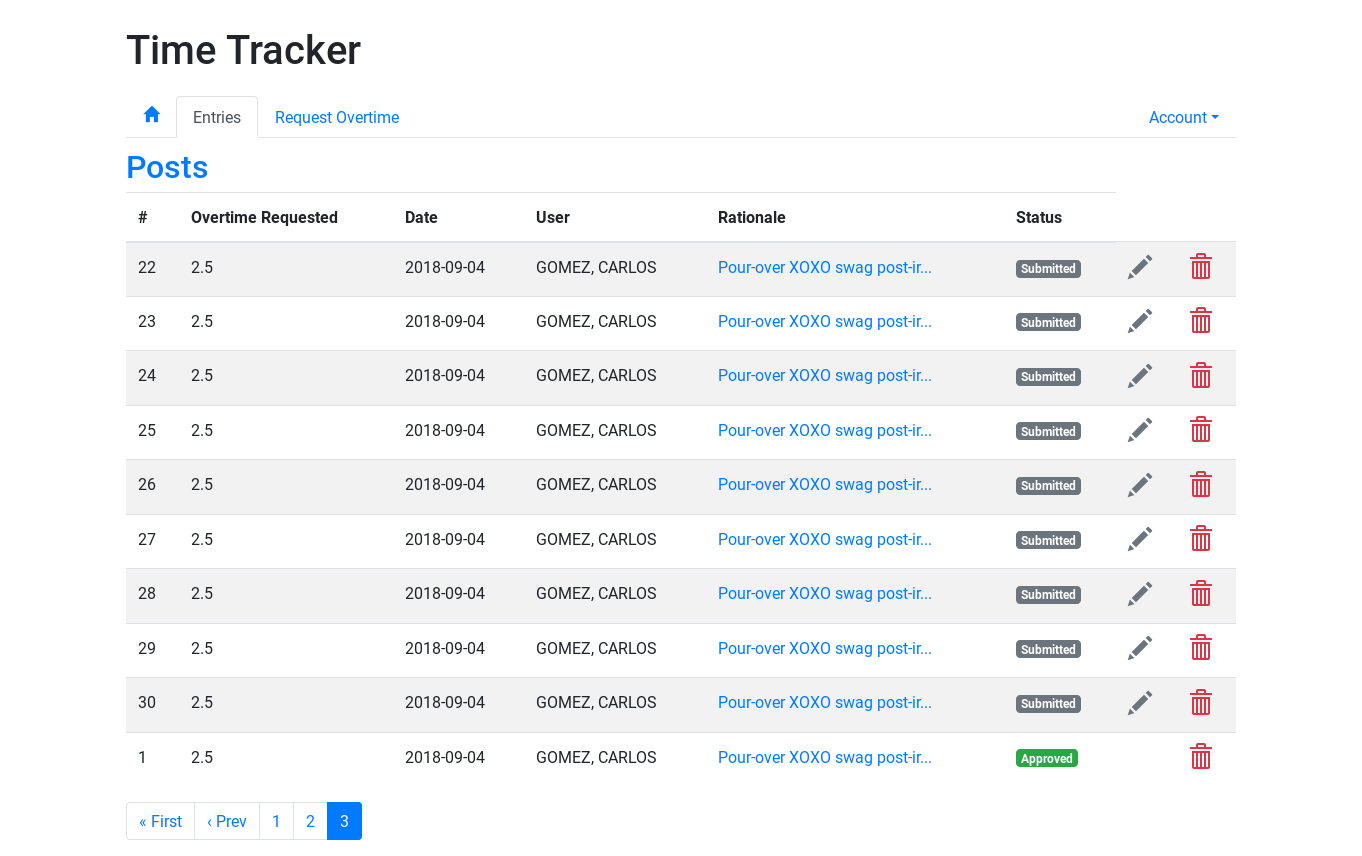 Time Tracker
Entries Request Overtime Account
Posts
# Overtime Requested Date User Rationale Status
22 2.5 2018-09-04 GOMEZ, CARLOS Pour-over XOXO swag post-ir... Submitted
23 2.5 2018-09-04 GOMEZ, CARLOS Pour-over XOXO swag post-ir... Submitted
24 2.5 2018-09-04 GOMEZ, CARLOS Pour-over XOXO swag post-ir... Submitted
25 2.5 2018-09-04 GOMEZ, CARLOS Pour-over XOXO swag post-ir... Submitted
26 2.5 2018-09-04 GOMEZ, CARLOS Pour-over XOXO swag post-ir... Submitted
27 2.5 2018-09-04 GOMEZ, CARLOS Pour-over XOXO swag post-ir... Submitted
28 2.5 2018-09-04 GOMEZ, CARLOS Pour-over XOXO swag post-ir... Submitted
29 2.5 2018-09-04 GOMEZ, CARLOS Pour-over XOXO swag post-ir... Submitted
30 2.5 2018-09-04 GOMEZ, CARLOS Pour-over XOXO swag post-ir... Submitted
1 2.5 2018-09-04 GOMEZ, CARLOS Pour-over XOXO swag post-ir... Approved
« First ‹ Prev 1 2 3